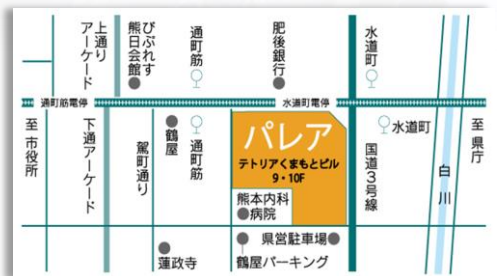 上通り
アーケード
びぷれす
熊日会館
通町筋
肥後銀行
水道町
通町筋電停
水道町電停
至市役所
下通アーケード
駕町通り
鶴屋
通町筋
パレア
テトリアくまもとビル
9・10F
国道3号線
水道町
白川
至県庁
熊本内科
病院
県営駐車場
蓮政寺
鶴屋パーキング